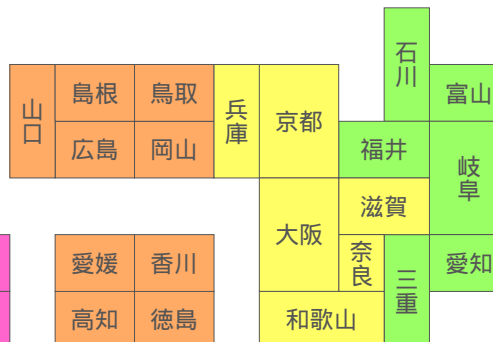 石川
富山
山口
島根
鳥取
兵庫
京都
広島
岡山
福井
岐阜
滋賀
大阪
奈良
愛媛
香川
三重
愛知
高知
徳島
和歌山